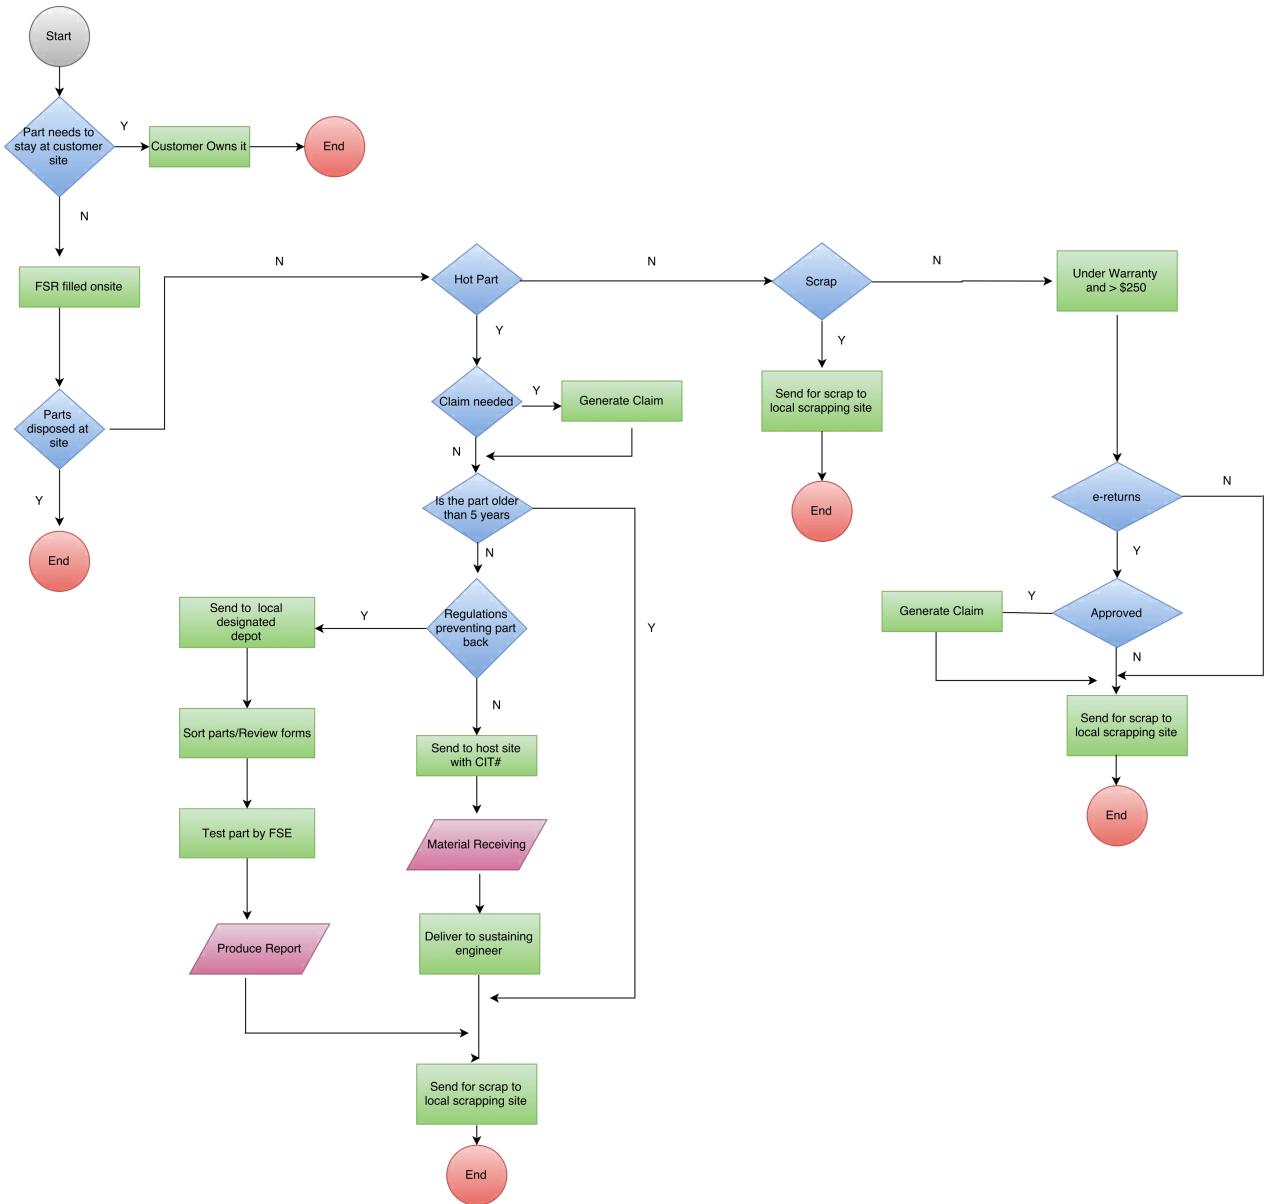 Start
Part needs to
stay at customer
site
Y
Customer Owns it
End
N
FSR filled onsite
Parts
disposed at
site
Y
End
N
Hot Part
N
Scrap
N
Under Warranty
and > $250
Y
Claim needed
Y
Generate Claim
N
Is the part older
than 5 years
N
Y
Regulations
preventing part
back
Y
Send to  local
designated
depot
Sort parts/Review forms
Test part by FSE
Produce Report
N
Send to host site
with CIT#
Material Receiving
Deliver to sustaining
engineer
Send for scrap to
local scrapping site
End
Y
Send for scrap to
local scrapping site
End
e-returns
N
Y
Approved
Y
Generate Claim
N
Send for scrap to
local scrapping site
End